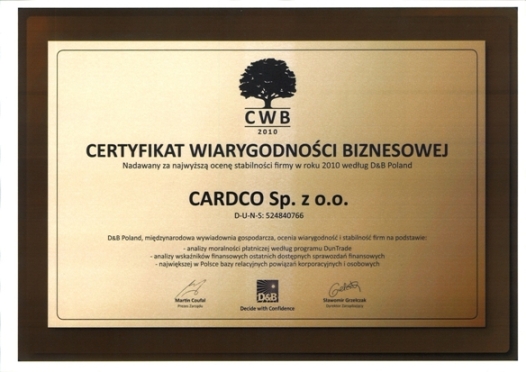 CWB
2010
CERTYFIKAT WIARYGODNOŚCI BIZNESOWEJ
Nadawany za najwyższą ocenę stabilności firmy w roku 2010 według D&B Poland
CARDCO Sp. z o.o.
D-U-N-S: 524840766
D&B Poland, międzynarodowa wywiadownia gospodarcza, ocenia wiarygodność i stabilność firm na podstawie:
- analizy moralności płatniczej według programu DunTrade
- analizy wskaźników finansowych ostatnich dostępnych sprawozdań finansowych
- największej w Polsce bazy relacyjnych powiązań korporacyjnych i osobowych
Martin Coufal
Prezes Zarządu
D&B
Decide with Confidence
Sławomir